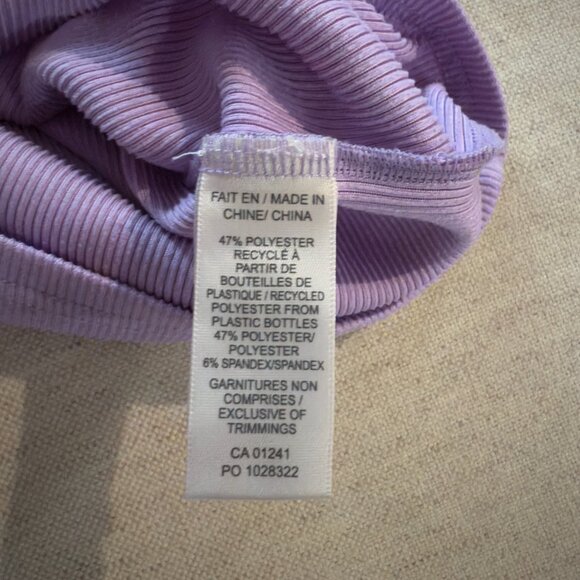 FAIT EN / MADE IN
CHINE/ CHINA
47% POLYESTER
RECYCLÉ À
PARTIR DE
BOUTEILLES DE
PLASTIQUE / RECYCLED
POLYESTER FROM
PLASTIC BOTTLES
47% POLYESTER/
POLYESTER
6% SPANDEX/SPANDEX
GARNITURES NON
COMPRISES /
EXCLUSIVE OF
TRIMMINGS
CA 01241
PO 1028322